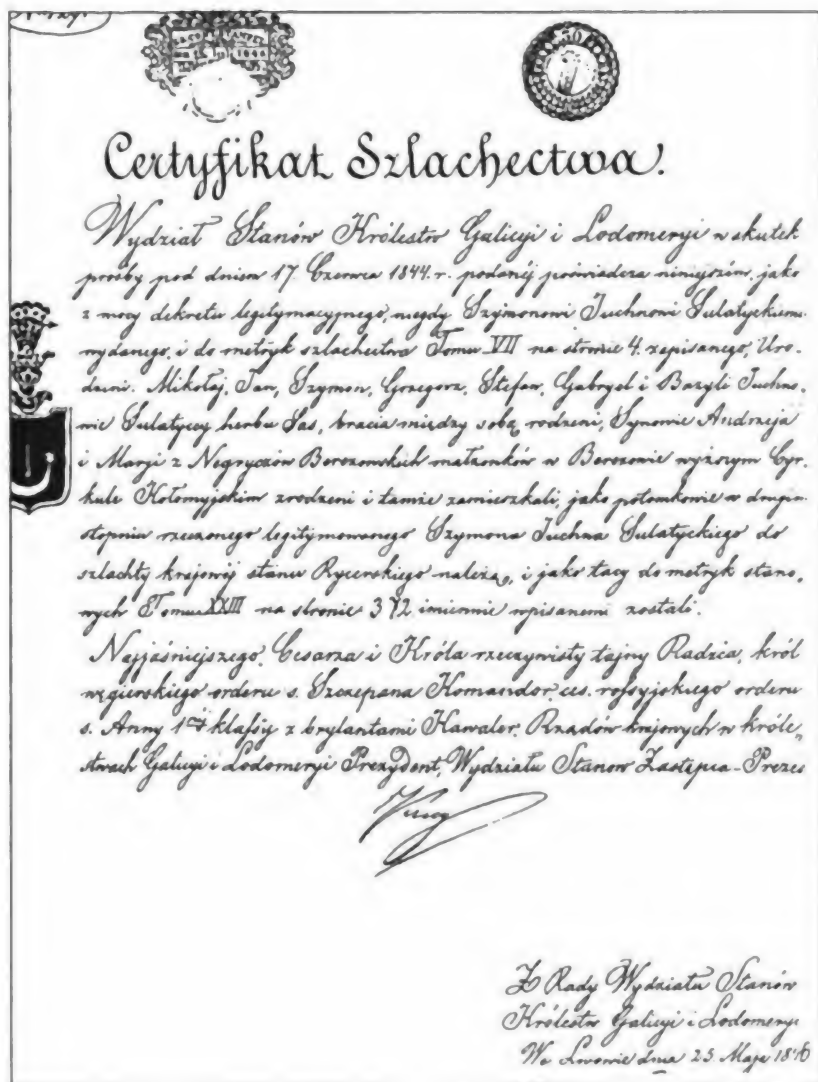 Certyfikat Szlachectwa.
Wydział Stanów Królestw Galicyi i Lodomeryi w skutek
prośby pod dniem 17. Czerwca 1844. r. podanéj poświadcza niniejszém, jako
z mocy dekretu legitymacyjnego, niegdy Szymonowi Juchnowi Sulatyckiemu
wydanego, i do metryk szlachectwa Tomu VII na stronie 4. zapisanego, Uro-
dzeni. Mikołaj, Jan, Szymon, Grzegorz, Stefan, Gabryel i Bazyli Juchno-
wie Sulatyccy herbu Sas, bracia między sobą rodzeni, Synowie Andrzeja
i Marji z Negryczów Berezowskich małżonków w Berezowie wyższym Cyr-
kule Kołomyjskim zrodzeni i tamże zamieszkali, jako potomkowie w drugim
stopniu rzeczonego legitymowanego Szymona Juchna Sulatyckiego do
szlachty krajowéj stanu Rycerskiego należą, i jako tacy do metryk stano-
wych Tomu XXIII na stronie 372 imiennie wpisanemi zostali.
Najjaśniejszego Cesarza i Króla rzeczywisty tajny Radzca, król
węgierskiego orderu s. Szczepana Komandor, ces. rossyjskiego orderu
s. Anny 1éj klassy z brylantami Kawaler, Rządów krajowych w króle-
stwach Galicyi i Lodomeryi Prezydent, Wydziału Stanów Zastępca-Prezes
Z Rady Wydziału Stanów
Królestw Galicyi i Lodomeryi
We Lwowie dnia 25 Maja